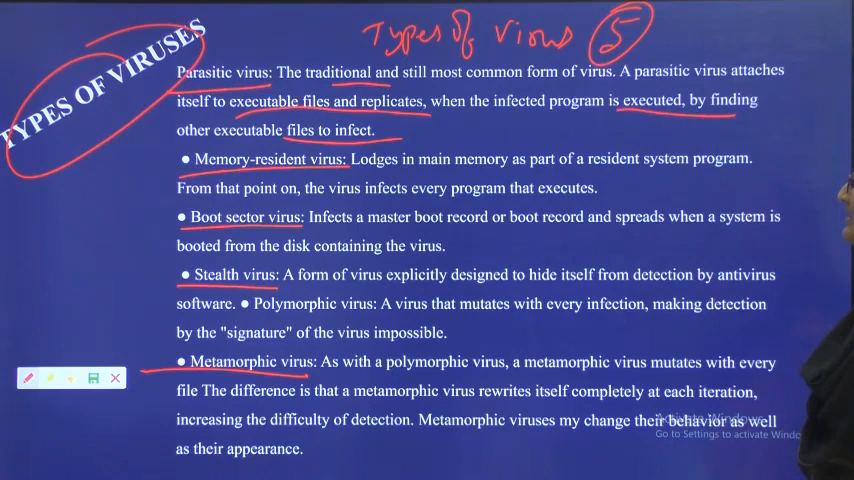 Types of Virus 5
TYPES OF VIRUSES
Parasitic virus: The traditional and still most common form of virus. A parasitic virus attaches
itself to executable files and replicates, when the infected program is executed, by finding
other executable files to infect.
● Memory-resident virus: Lodges in main memory as part of a resident system program.
From that point on, the virus infects every program that executes.
● Boot sector virus: Infects a master boot record or boot record and spreads when a system is
booted from the disk containing the virus.
● Stealth virus: A form of virus explicitly designed to hide itself from detection by antivirus
software. ● Polymorphic virus: A virus that mutates with every infection, making detection
by the "signature" of the virus impossible.
● Metamorphic virus: As with a polymorphic virus, a metamorphic virus mutates with every
file The difference is that a metamorphic virus rewrites itself completely at each iteration,
increasing the difficulty of detection. Metamorphic viruses my change their behavior as well
as their appearance.
Activate Windows
Go to Settings to activate Windo